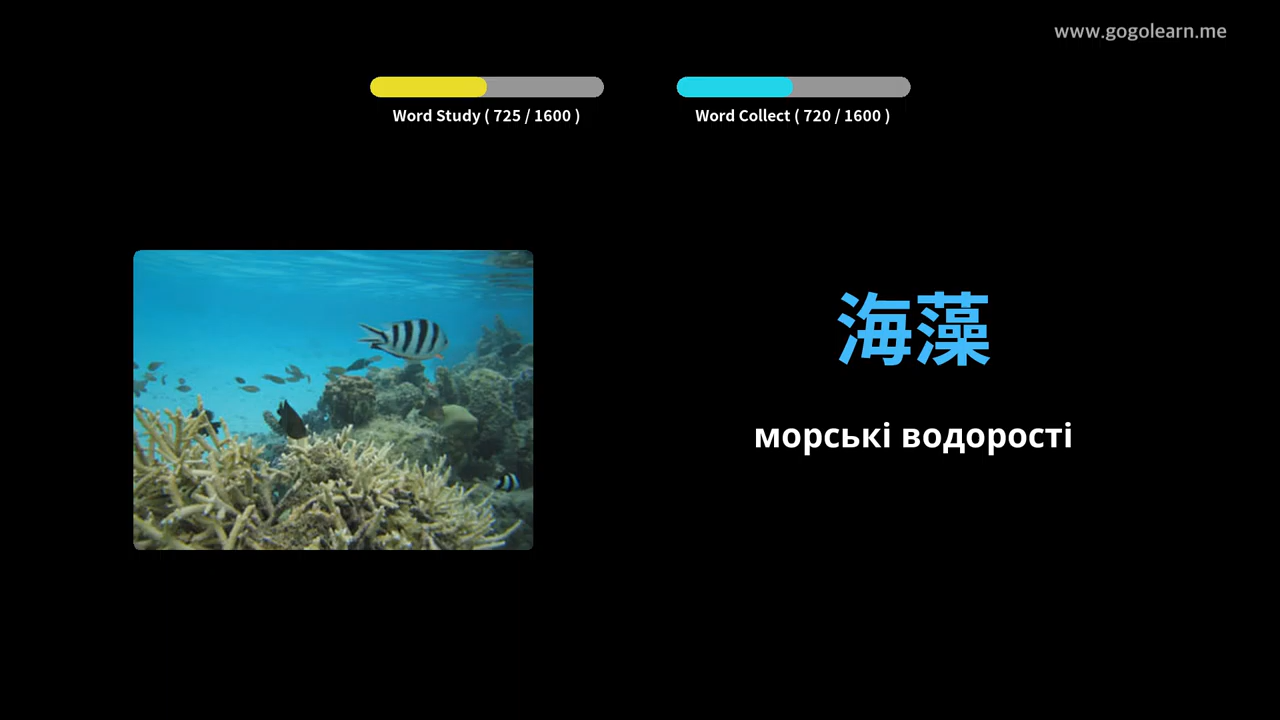 www.gogolearn.me
Word Study ( 725 / 1600 )
Word Collect ( 720 / 1600 )
海藻
морські водорості